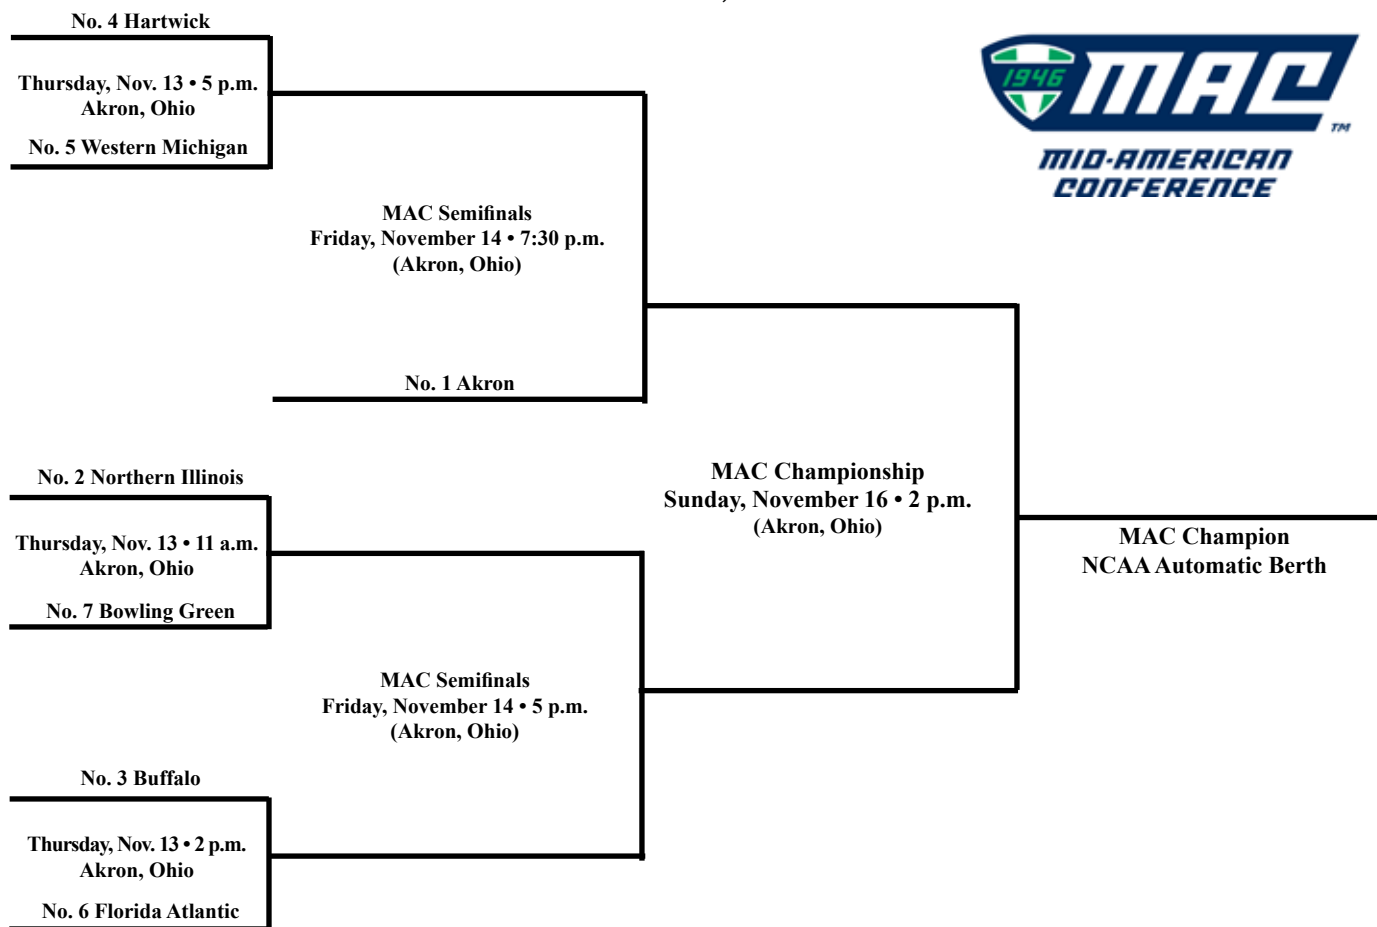 No. 4 Hartwick
Thursday, Nov. 13 • 5 p.m.
Akron, Ohio
No. 5 Western Michigan
1946
MAC
TM
MID-AMERICAN
CONFERENCE
MAC Semifinals
Friday, November 14 • 7:30 p.m.
(Akron, Ohio)
No. 1 Akron
No. 2 Northern Illinois
Thursday, Nov. 13 • 11 a.m.
Akron, Ohio
No. 7 Bowling Green
MAC Championship
Sunday, November 16 • 2 p.m.
(Akron, Ohio)
MAC Champion
NCAA Automatic Berth
MAC Semifinals
Friday, November 14 • 5 p.m.
(Akron, Ohio)
No. 3 Buffalo
Thursday, Nov. 13 • 2 p.m.
Akron, Ohio
No. 6 Florida Atlantic